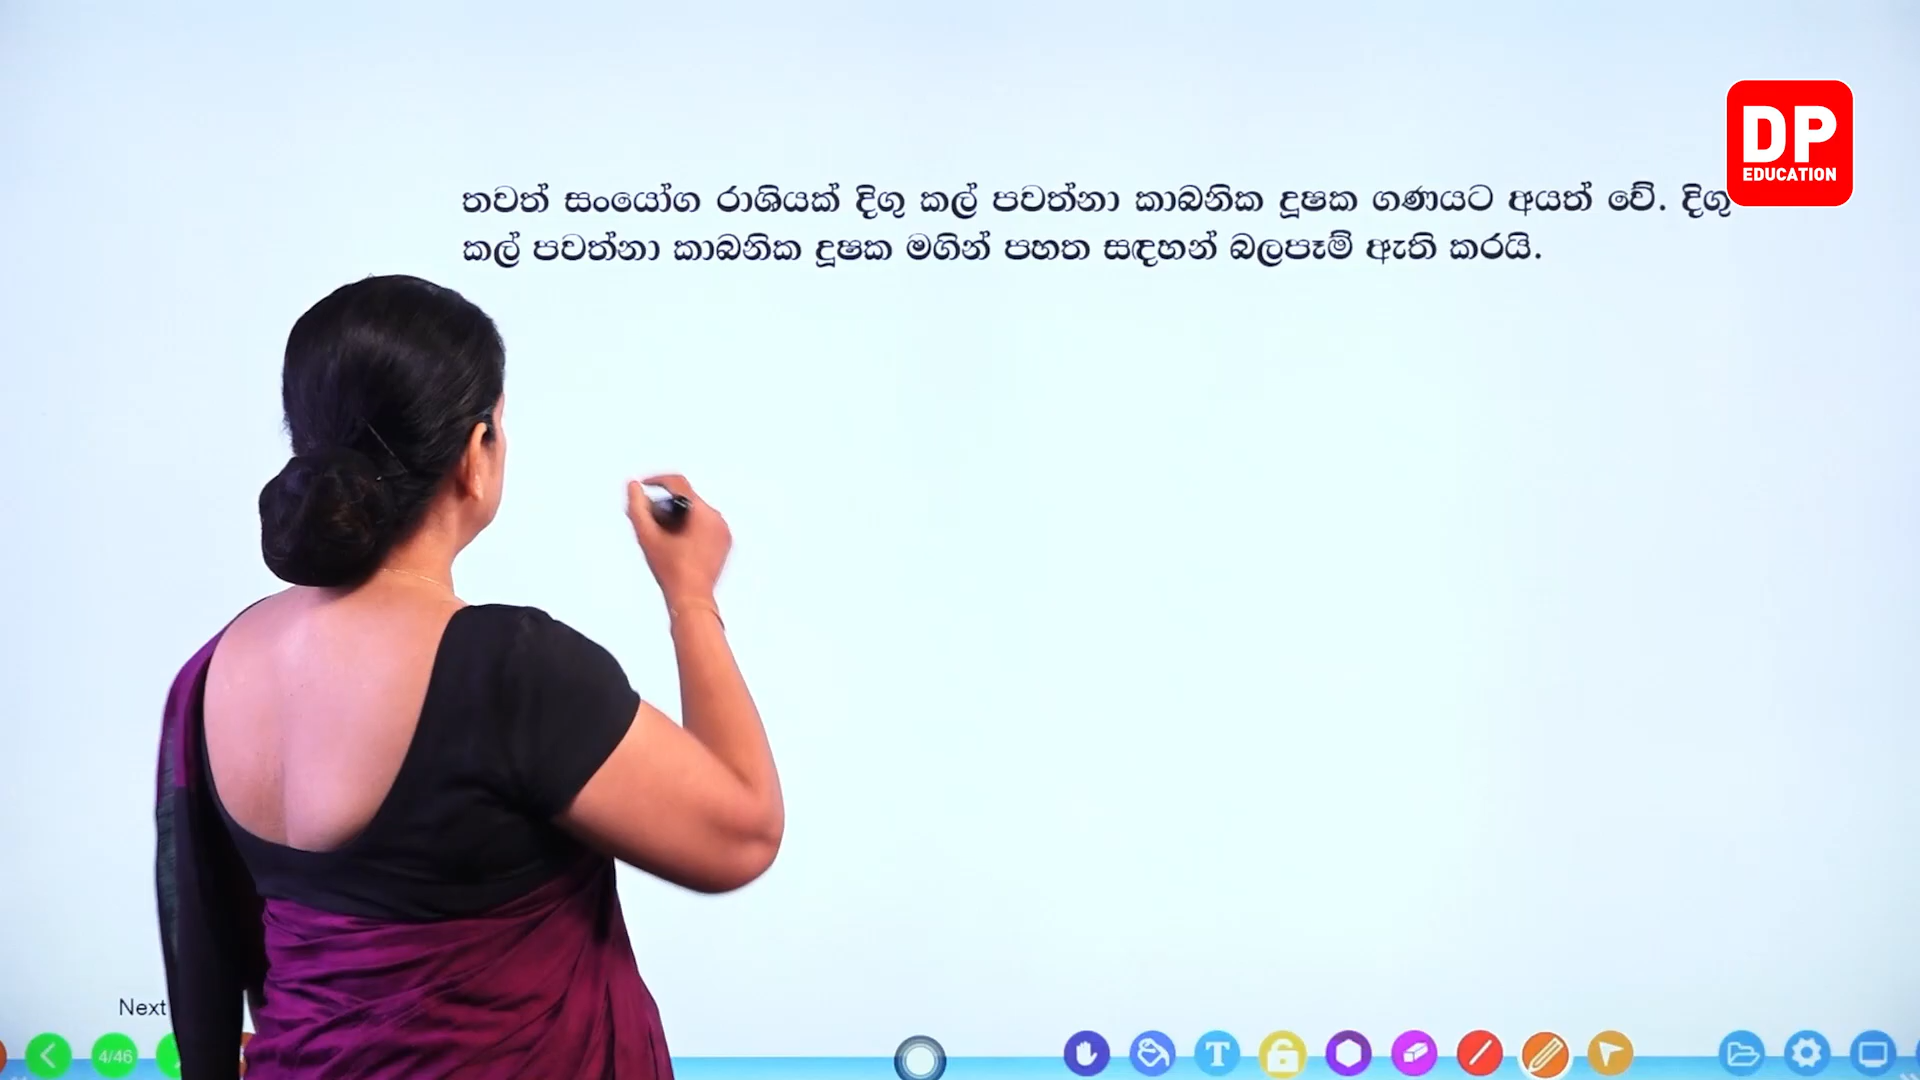 DP
EDUCATION
තවත් සංයෝග රාශියක් දිගු කල් පවත්නා කාබනික දූෂක ගණයට අයත් වේ. දිගු
කල් පවත්නා කාබනික දූෂක මගින් පහත සඳහන් බලපෑම් ඇති කරයි.
Next
4/46
T